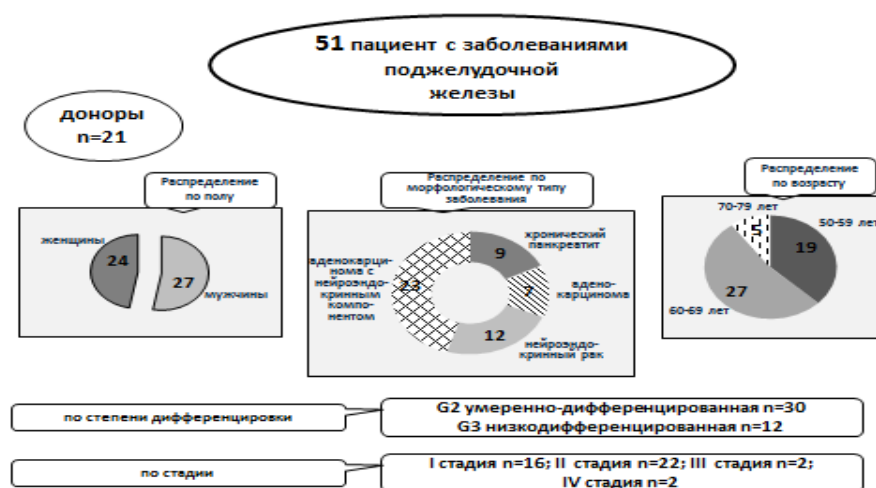 51 пациент с заболеваниями
поджелудочной
железы
доноры
n=21
Распределение
по полу
женщины
24
27
мужчины
Распределение по
морфологическому типу
заболевания
хронический
панкреатит
9
адено-
карцинома
7
нейроэндо-
кринный рак
12
аденокарци-
нома с
нейроэндо-
кринным
компо-
нентом
23
Распределение
по возрасту
70-79 лет
5
50-59 лет
19
60-69 лет
27
по степени дифференцировки
G2 умеренно-дифференцированная n=30
G3 низкодифференцированная n=12
по стадии
I стадия n=16; II стадия n=22; III стадия n=2;
IV стадия n=2